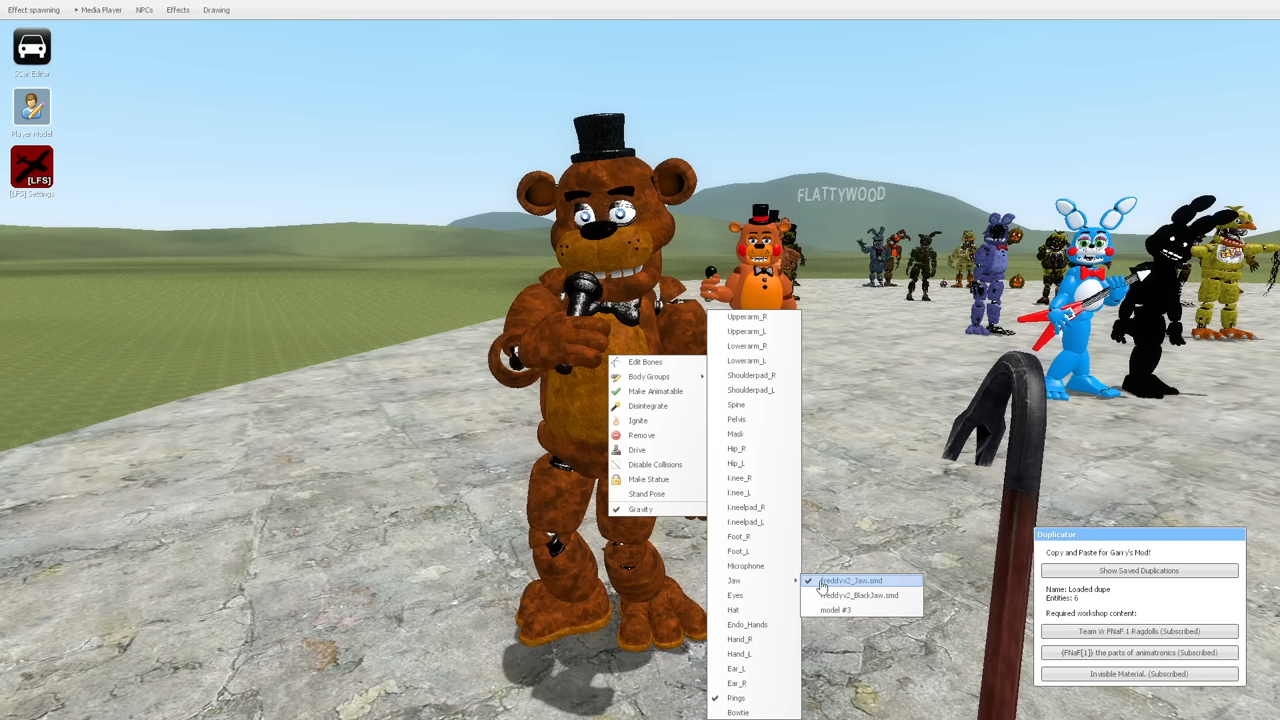 Effect spawning
Media Player
NPCs
Effects
Drawing
SCar Editor
Player Model
[LFS]
[LFS] Settings
FLATTYWOOD
Edit Bones
Body Groups
Make Animatable
Disintegrate
Ignite
Remove
Drive
Disable Collisions
Make Statue
Stand Pose
Gravity
Upperarm_R
Upperarm_L
Lowerarm_R
Lowerarm_L
Shoulderpad_R
Shoulderpad_L
Spine
Pelvis
Mask
Hip_R
Hip_L
Knee_R
Knee_L
Kneelpad_R
Kneelpad_L
Foot_R
Foot_L
Microphone
Jaw
Eyes
Hat
Endo_Hands
Hand_R
Hand_L
Ear_L
Ear_R
Rings
Bowtie
freddyv2_Jaw.smd
freddyv2_BlackJaw.smd
model #3
Duplicator
Copy and Paste for Garry's Mod!
Show Saved Duplications
Name: Loaded dupe
Entities: 6
Required workshop content:
Team W FNaF 1 Ragdolls (Subscribed)
{FNaF[1]} the parts of animatronics (Subscribed)
Invisible Material. (Subscribed)